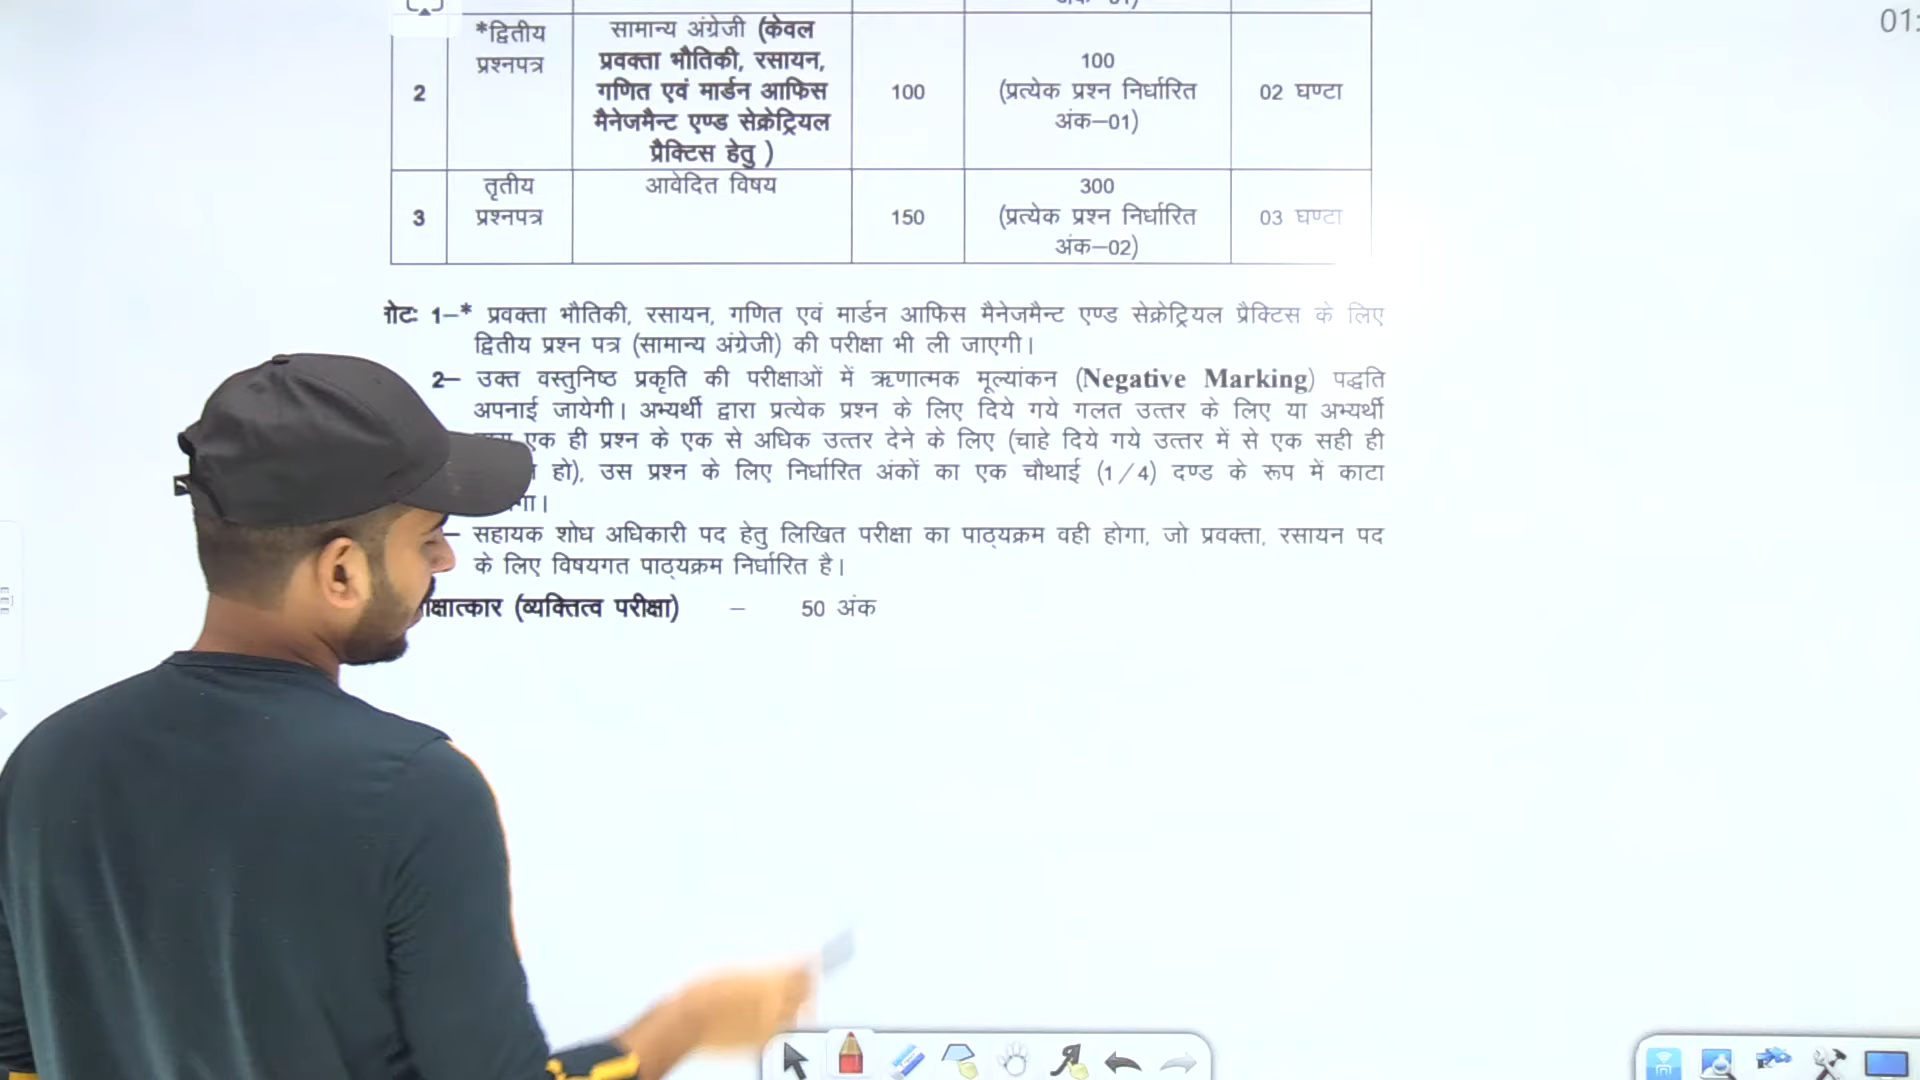 *द्वितीय
प्रश्नपत्र
सामान्य अंग्रेजी (केवल
प्रवक्ता भौतिकी, रसायन,
गणित एवं मार्डन आफिस
मैनेजमैन्ट एण्ड सेक्रेट्रियल
प्रैक्टिस हेतु )
2
100
100
(प्रत्येक प्रश्न निर्धारित
अंक–01)
02 घण्टा
3
तृतीय
प्रश्नपत्र
आवेदित विषय
150
300
(प्रत्येक प्रश्न निर्धारित
अंक–02)
03 घण्टा
नोटः 1–* प्रवक्ता भौतिकी, रसायन, गणित एवं मार्डन आफिस मैनेजमैन्ट एण्ड सेक्रेट्रियल प्रैक्टिस के लिए
द्वितीय प्रश्न पत्र (सामान्य अंग्रेजी) की परीक्षा भी ली जाएगी।
2– उक्त वस्तुनिष्ठ प्रकृति की परीक्षाओं में ऋणात्मक मूल्यांकन (Negative Marking) पद्धति
अपनाई जायेगी। अभ्यर्थी द्वारा प्रत्येक प्रश्न के लिए दिये गये गलत उत्तर के लिए या अभ्यर्थी
एक ही प्रश्न के एक से अधिक उत्तर देने के लिए (चाहे दिये गये उत्तर में से एक सही ही
हो), उस प्रश्न के लिए निर्धारित अंकों का एक चौथाई (1/4) दण्ड के रूप में काटा
– सहायक शोध अधिकारी पद हेतु लिखित परीक्षा का पाठ्यक्रम वही होगा, जो प्रवक्ता, रसायन पद
के लिए विषयगत पाठ्यक्रम निर्धारित है।
(व्यक्तित्व परीक्षा) – 50 अंक
01: